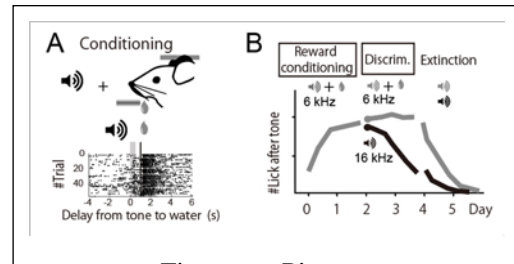 A
Conditioning
+
#Trial
0
20
40
-4 -2 0 2 4 6
Delay from tone to water (s)
B
Reward conditioning
Discrim.
Extinction
+
+
6 kHz
6 kHz
#Lick after tone
16 kHz
0 1 2 3 4 5 Day